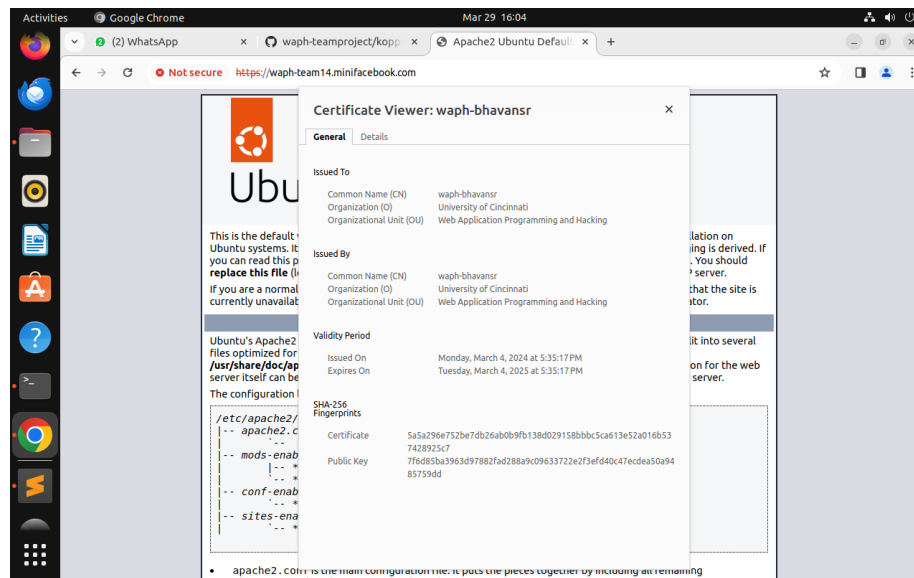 Activities
Google Chrome
Mar 29 16:04
(2) WhatsApp
waph-teamproject/kopp
Apache2 Ubuntu Default
Not secure
https://waph-team14.minifacebook.com
Ubu
Certificate Viewer: waph-bhavansr
General
Details
Issued To
Common Name (CN) waph-bhavansr
Organization (O) University of Cincinnati
Organizational Unit (OU) Web Application Programming and Hacking
Issued By
Common Name (CN) waph-bhavansr
Organization (O) University of Cincinnati
Organizational Unit (OU) Web Application Programming and Hacking
Validity Period
Issued On Monday, March 4, 2024 at 5:35:17 PM
Expires On Tuesday, March 4, 2025 at 5:35:17 PM
SHA-256
Fingerprints
Certificate 5a5a296e752be7db26ab0b9fb138d029158bbbc5ca613e52a016b53
7428925c7
Public Key 7f6d85ba3963d97882fad288a9c09633722e2f3efd40c47ecdea50a94
85759dd
This is the default llation on
Ubuntu systems. It ing is derived. If
you can read this p . You should
replace this file (l P server.
If you are a normal that the site is
currently unavailab ator.
Ubuntu's Apache2 lit into several
files optimized for
/usr/share/doc/ap on for the web
server itself can be server.
The configuration l
/etc/apache2/
|-- apache2.c
| `--
|-- mods-enab
| |-- *
| `-- *
|-- conf-enab
| `-- *
|-- sites-ena
| `-- *
apache2.conf is the main configuration file. It puts the pieces together by including all remaining